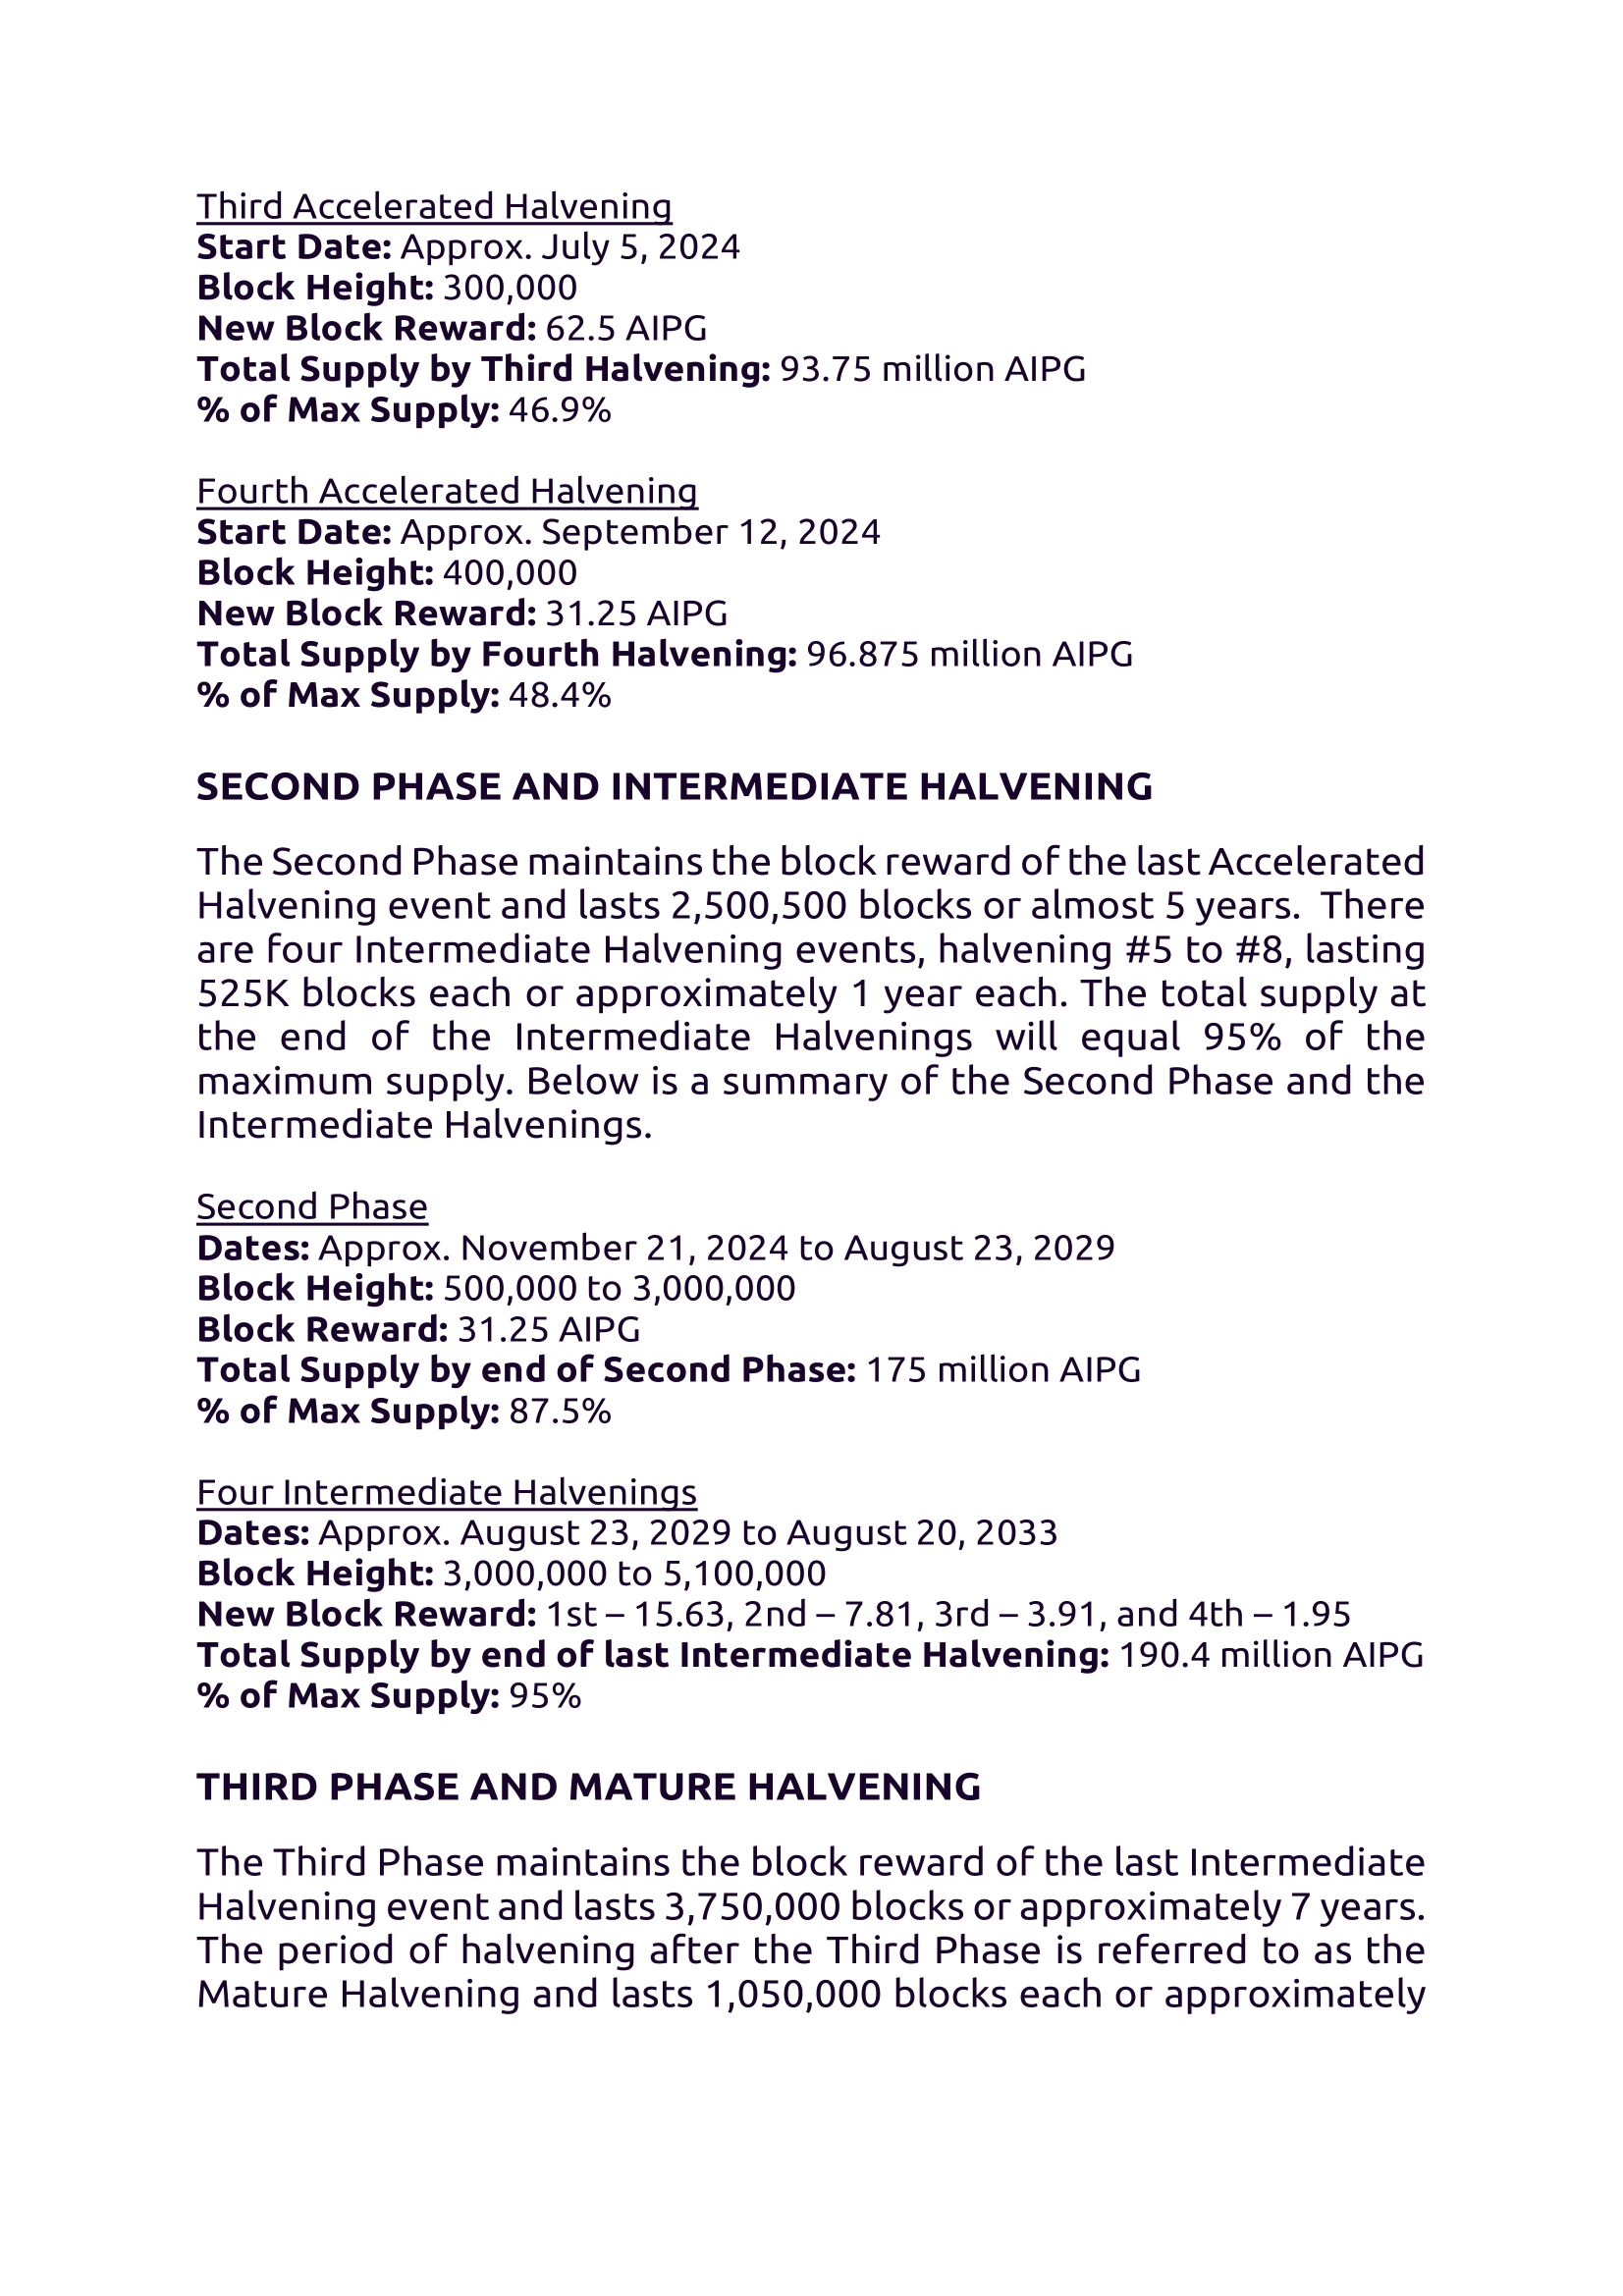 Third Accelerated Halvening
Start Date: Approx. July 5, 2024
Block Height: 300,000
New Block Reward: 62.5 AIPG
Total Supply by Third Halvening: 93.75 million AIPG
% of Max Supply: 46.9%
Fourth Accelerated Halvening
Start Date: Approx. September 12, 2024
Block Height: 400,000
New Block Reward: 31.25 AIPG
Total Supply by Fourth Halvening: 96.875 million AIPG
% of Max Supply: 48.4%
SECOND PHASE AND INTERMEDIATE HALVENING
The Second Phase maintains the block reward of the last Accelerated
Halvening event and lasts 2,500,500 blocks or almost 5 years. There
are four Intermediate Halvening events, halvening #5 to #8, lasting
525K blocks each or approximately 1 year each. The total supply at
the end of the Intermediate Halvenings will equal 95% of the
maximum supply. Below is a summary of the Second Phase and the
Intermediate Halvenings.
Second Phase
Dates: Approx. November 21, 2024 to August 23, 2029
Block Height: 500,000 to 3,000,000
Block Reward: 31.25 AIPG
Total Supply by end of Second Phase: 175 million AIPG
% of Max Supply: 87.5%
Four Intermediate Halvenings
Dates: Approx. August 23, 2029 to August 20, 2033
Block Height: 3,000,000 to 5,100,000
New Block Reward: 1st – 15.63, 2nd – 7.81, 3rd – 3.91, and 4th – 1.95
Total Supply by end of last Intermediate Halvening: 190.4 million AIPG
% of Max Supply: 95%
THIRD PHASE AND MATURE HALVENING
The Third Phase maintains the block reward of the last Intermediate
Halvening event and lasts 3,750,000 blocks or approximately 7 years.
The period of halvening after the Third Phase is referred to as the
Mature Halvening and lasts 1,050,000 blocks each or approximately